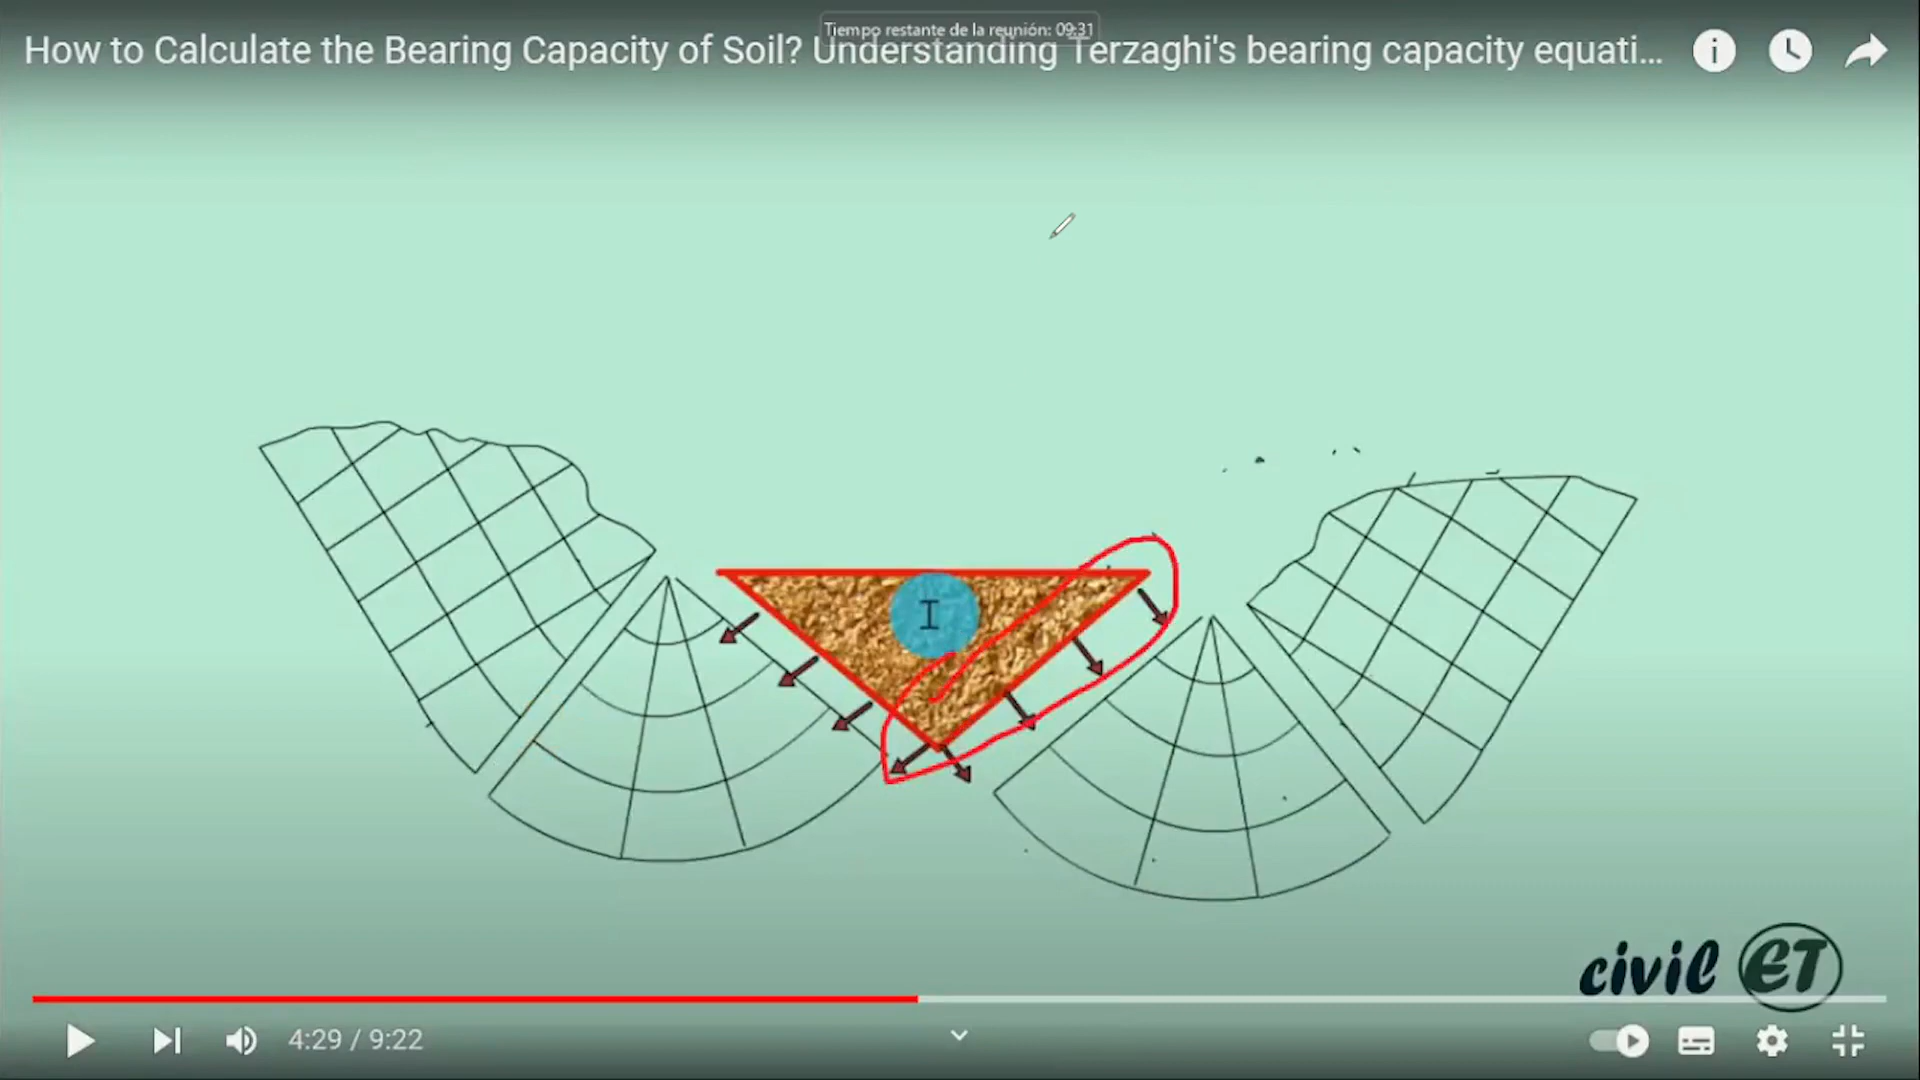 Tiempo restante de la reunión: 09:31
How to Calculate the Bearing Capacity of Soil? Understanding Terzaghi's bearing capacity equati...
I
civil ET
4:29 / 9:22